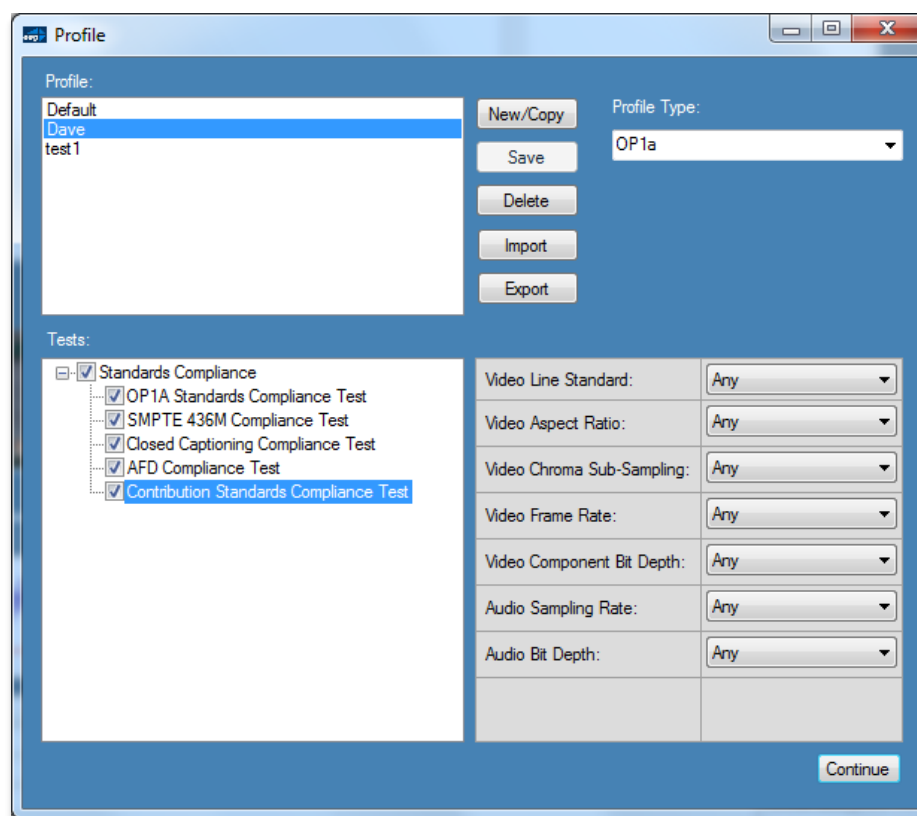 Profile
Profile:
Default
Dave
test1
New/Copy
Save
Delete
Import
Export
Profile Type:
OP1a
Tests:
Standards Compliance
OP1A Standards Compliance Test
SMPTE 436M Compliance Test
Closed Captioning Compliance Test
AFD Compliance Test
Contribution Standards Compliance Test
Video Line Standard: Any
Video Aspect Ratio: Any
Video Chroma Sub-Sampling: Any
Video Frame Rate: Any
Video Component Bit Depth: Any
Audio Sampling Rate: Any
Audio Bit Depth: Any
Continue